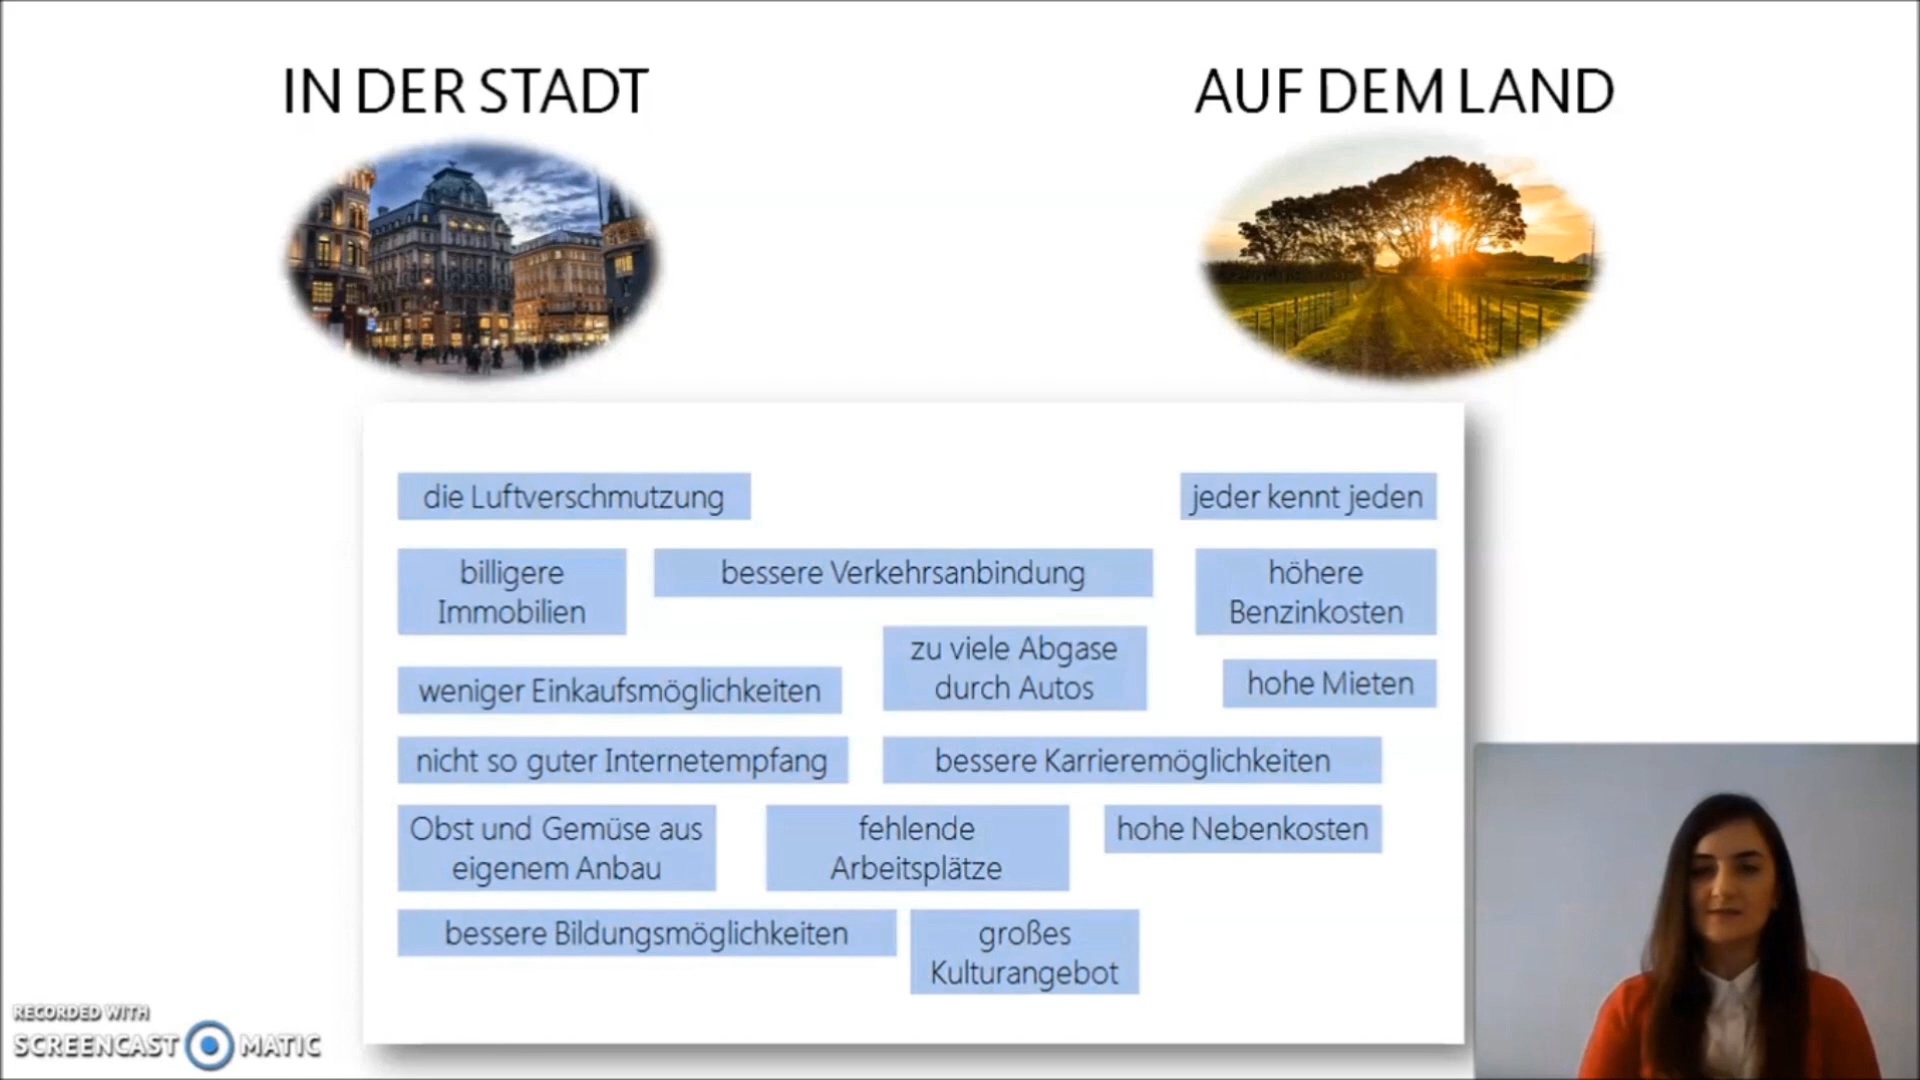 IN DER STADT
AUF DEM LAND
die Luftverschmutzung
jeder kennt jeden
billigere
Immobilien
bessere Verkehrsanbindung
höhere
Benzinkosten
zu viele Abgase
durch Autos
weniger Einkaufsmöglichkeiten
hohe Mieten
nicht so guter Internetempfang
bessere Karrieremöglichkeiten
Obst und Gemüse aus
eigenem Anbau
fehlende
Arbeitsplätze
hohe Nebenkosten
bessere Bildungsmöglichkeiten
großes
Kulturangebot
RECORDED WITH
SCREENCAST MATIC